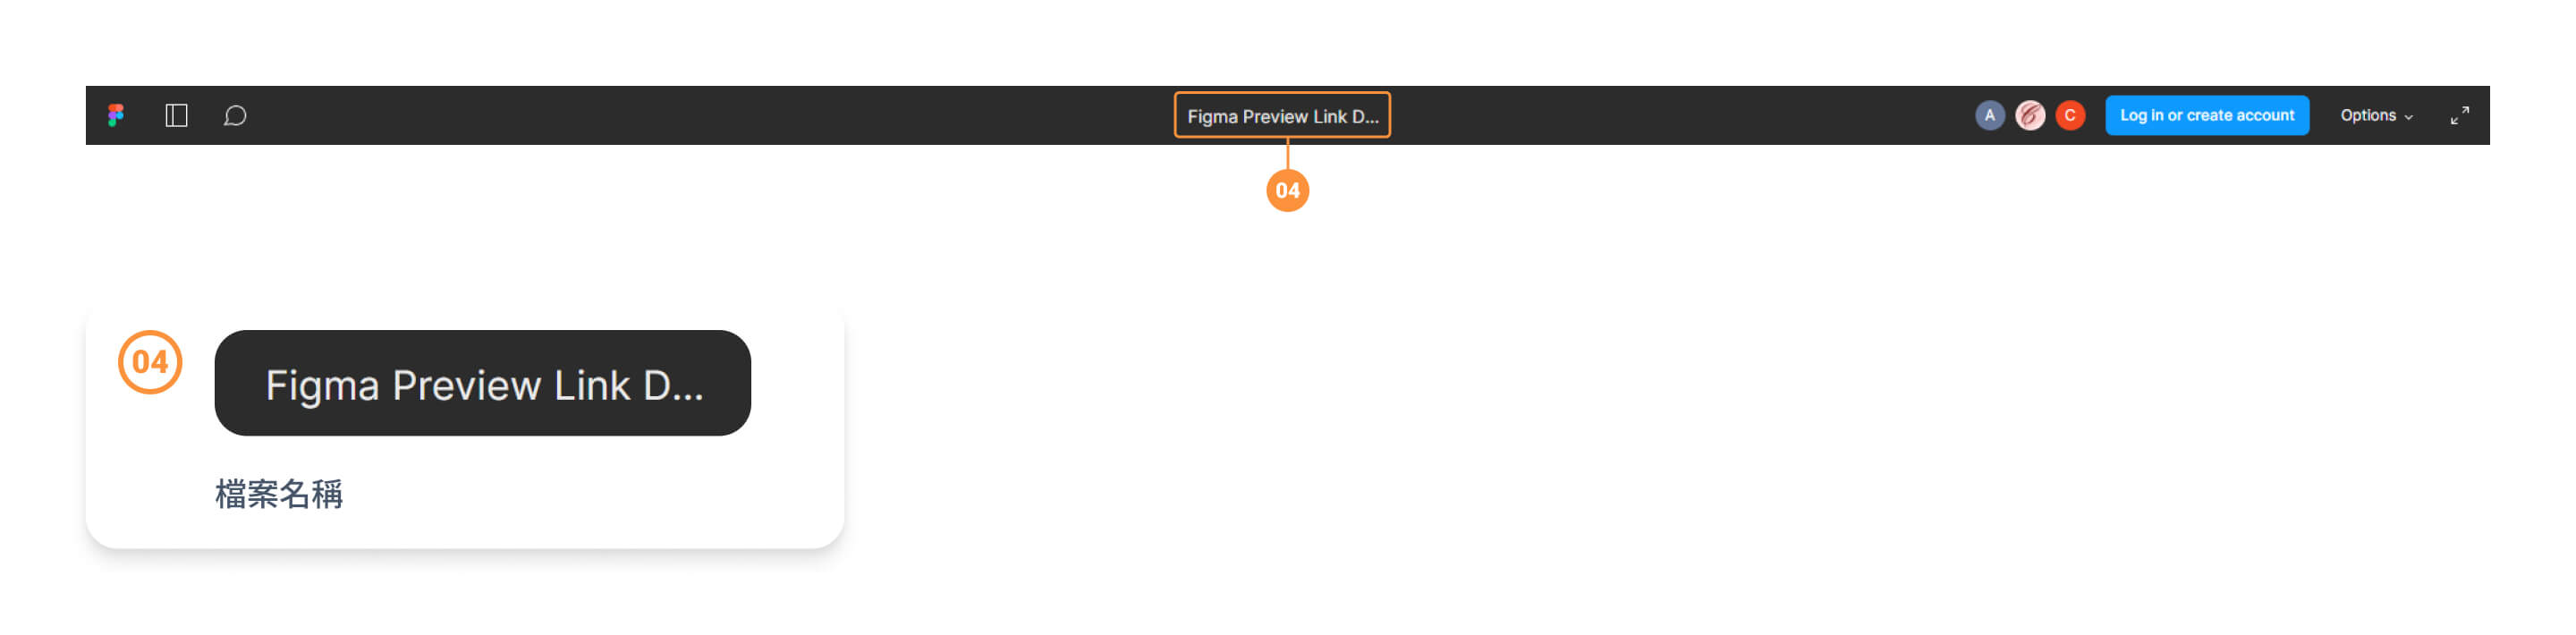 Figma Preview Link D...
A
C
Log in or create account
Options
04
04
Figma Preview Link D...
檔案名稱